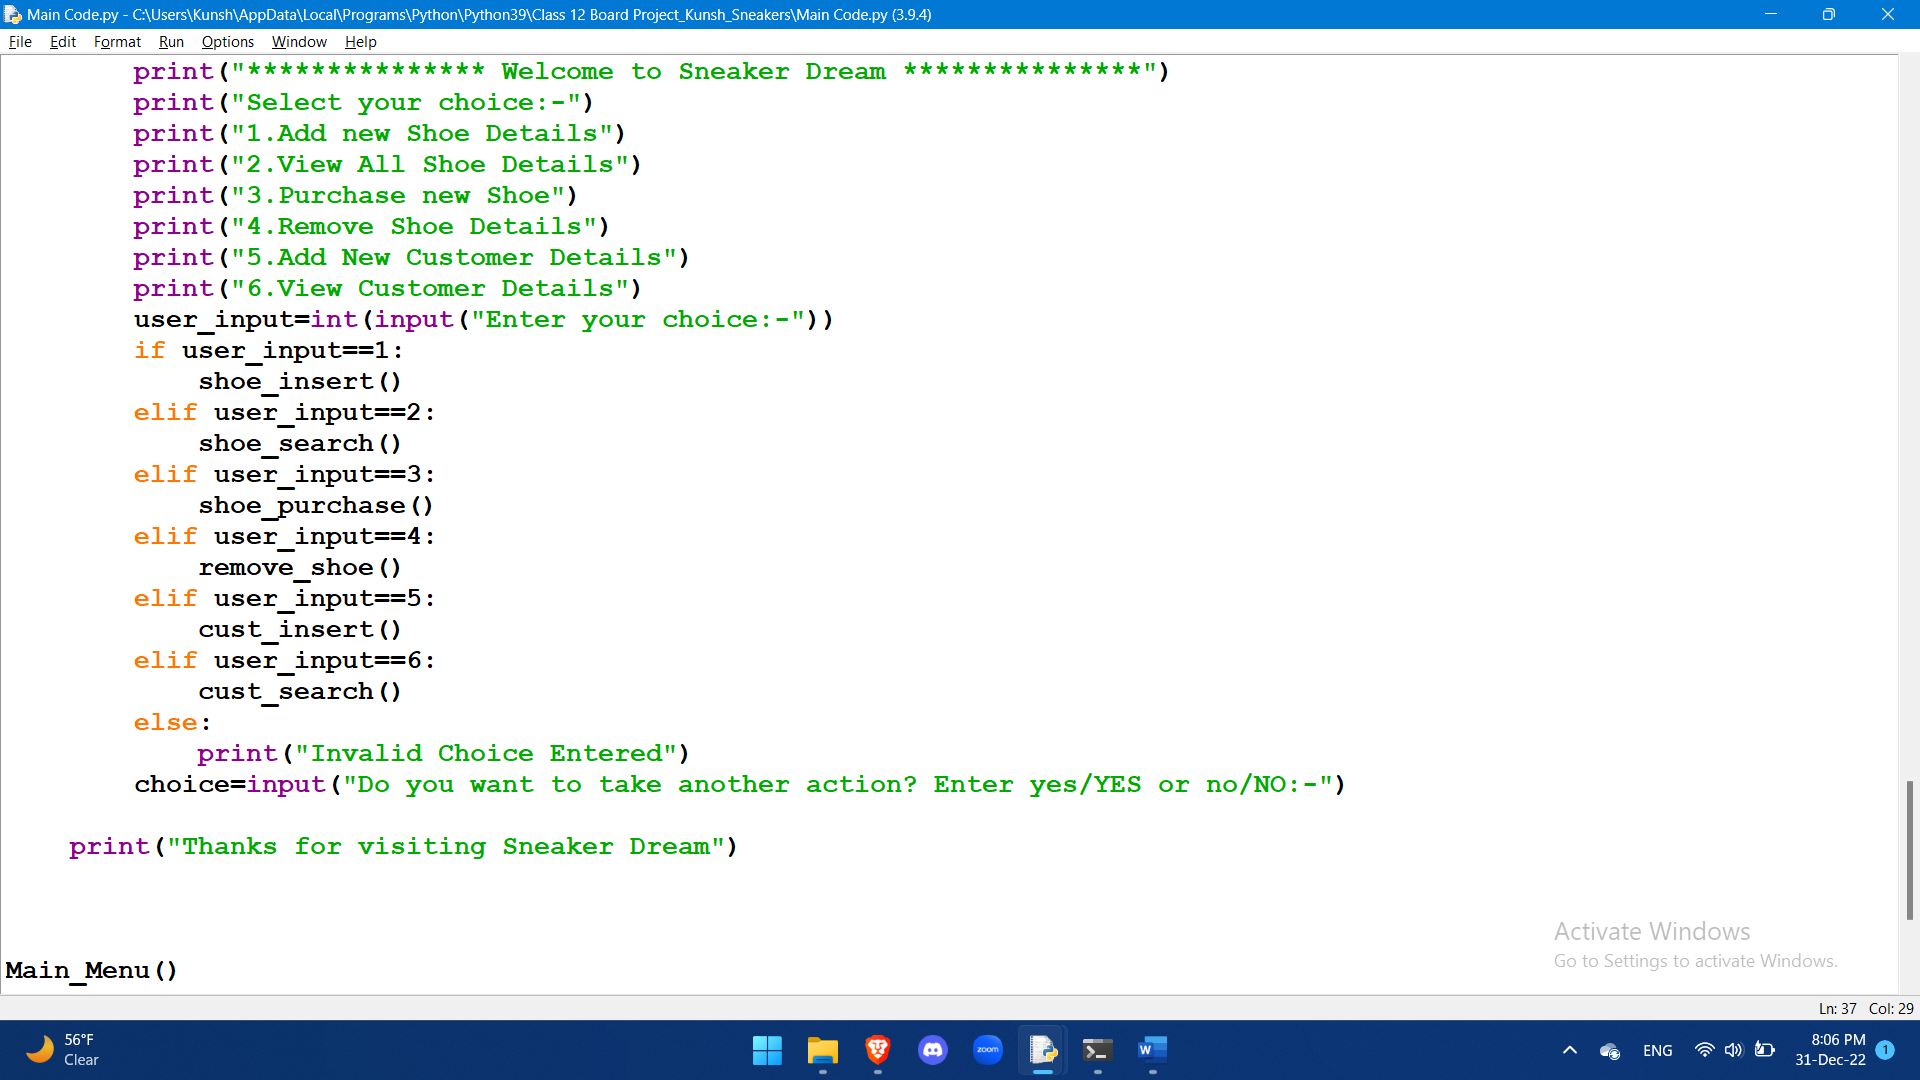 Main Code.py - C:\Users\Kunsh\AppData\Local\Programs\Python\Python39\Class 12 Board Project_Kunsh_Sneakers\Main Code.py (3.9.4)
File Edit Format Run Options Window Help
print("*************** Welcome to Sneaker Dream ***************")
print("Select your choice:-")
print("1.Add new Shoe Details")
print("2.View All Shoe Details")
print("3.Purchase new Shoe")
print("4.Remove Shoe Details")
print("5.Add New Customer Details")
print("6.View Customer Details")
user_input=int(input("Enter your choice:-"))
if user_input==1:
shoe_insert()
elif user_input==2:
shoe_search()
elif user_input==3:
shoe_purchase()
elif user_input==4:
remove_shoe()
elif user_input==5:
cust_insert()
elif user_input==6:
cust_search()
else:
print("Invalid Choice Entered")
choice=input("Do you want to take another action? Enter yes/YES or no/NO:-")
print("Thanks for visiting Sneaker Dream")
Main_Menu()
Activate Windows
Go to Settings to activate Windows.
Ln: 37 Col: 29
56°F
Clear
zoom
W
ENG
8:06 PM
31-Dec-22
1